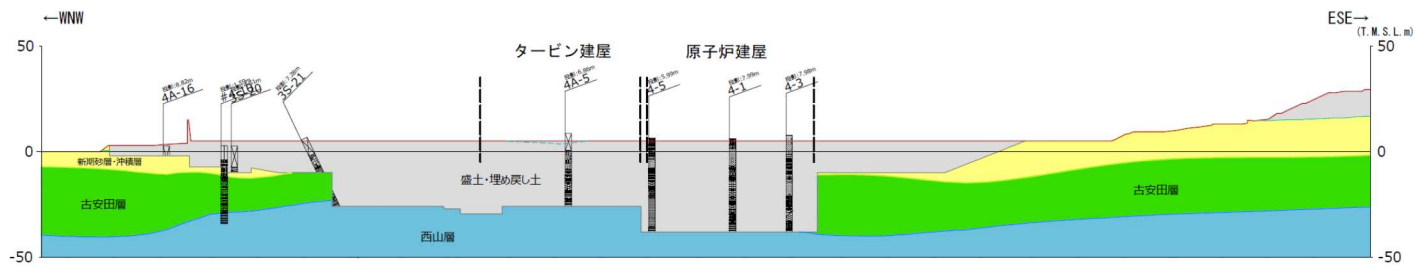 ←WNW
ESE→
(T.M.S.L.m)
50
50
タービン建屋
原子炉建屋
4A-16
3S-20
3S-21
4A-5
4-5
4-1
4-3
0
0
新期砂層・沖積層
盛土・埋め戻し土
古安田層
古安田層
西山層
-50
-50